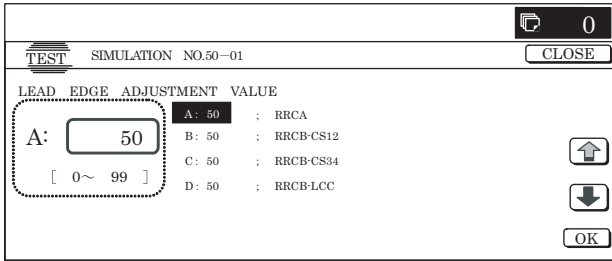 0
TEST SIMULATION NO.50-01 CLOSE
LEAD EDGE ADJUSTMENT VALUE
A: 50 ; RRCA
A: 50
B: 50 ; RRCB-CS12
C: 50 ; RRCB-CS34
[ 0~ 99 ]
D: 50 ; RRCB-LCC
OK